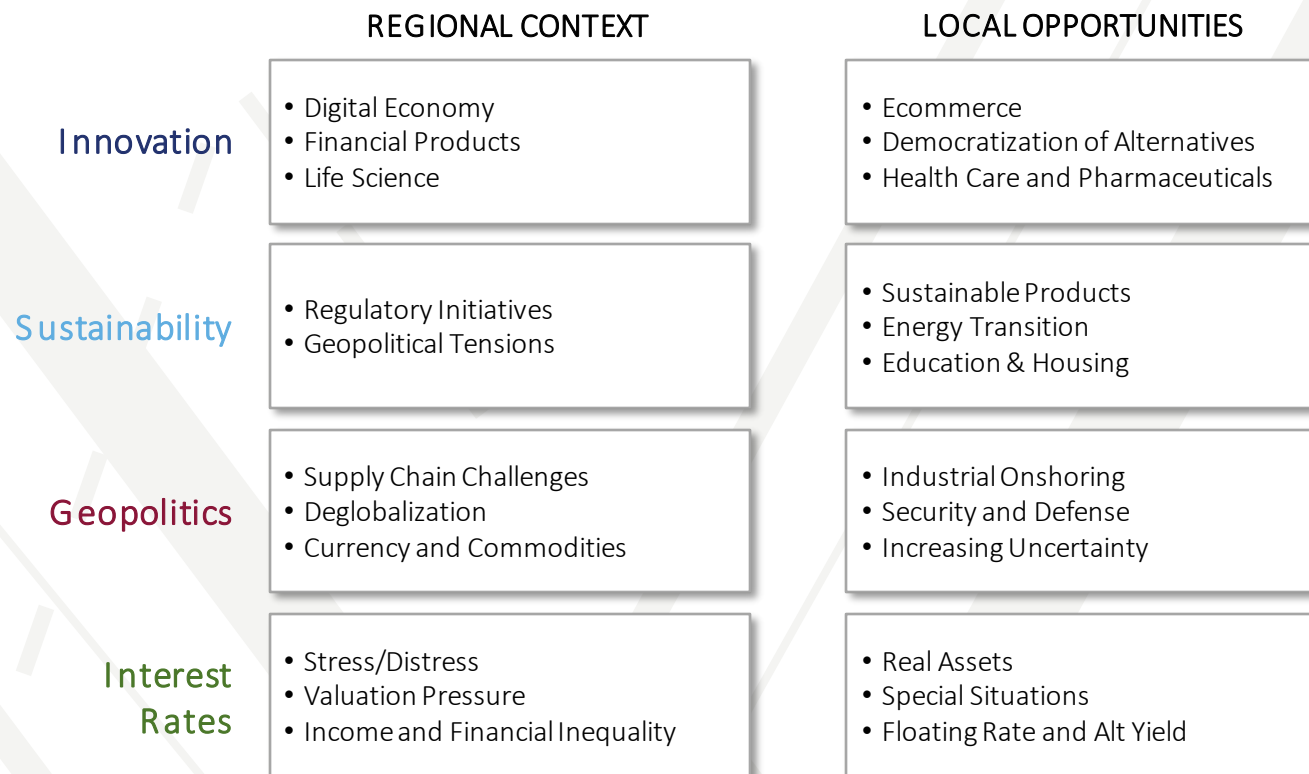 REGIONAL CONTEXT
LOCAL OPPORTUNITIES
Innovation
• Digital Economy
• Financial Products
• Life Science
• Ecommerce
• Democratization of Alternatives
• Health Care and Pharmaceuticals
Sustainability
• Regulatory Initiatives
• Geopolitical Tensions
• Sustainable Products
• Energy Transition
• Education & Housing
Geopolitics
• Supply Chain Challenges
• Deglobalization
• Currency and Commodities
• Industrial Onshoring
• Security and Defense
• Increasing Uncertainty
Interest
Rates
• Stress/Distress
• Valuation Pressure
• Income and Financial Inequality
• Real Assets
• Special Situations
• Floating Rate and Alt Yield